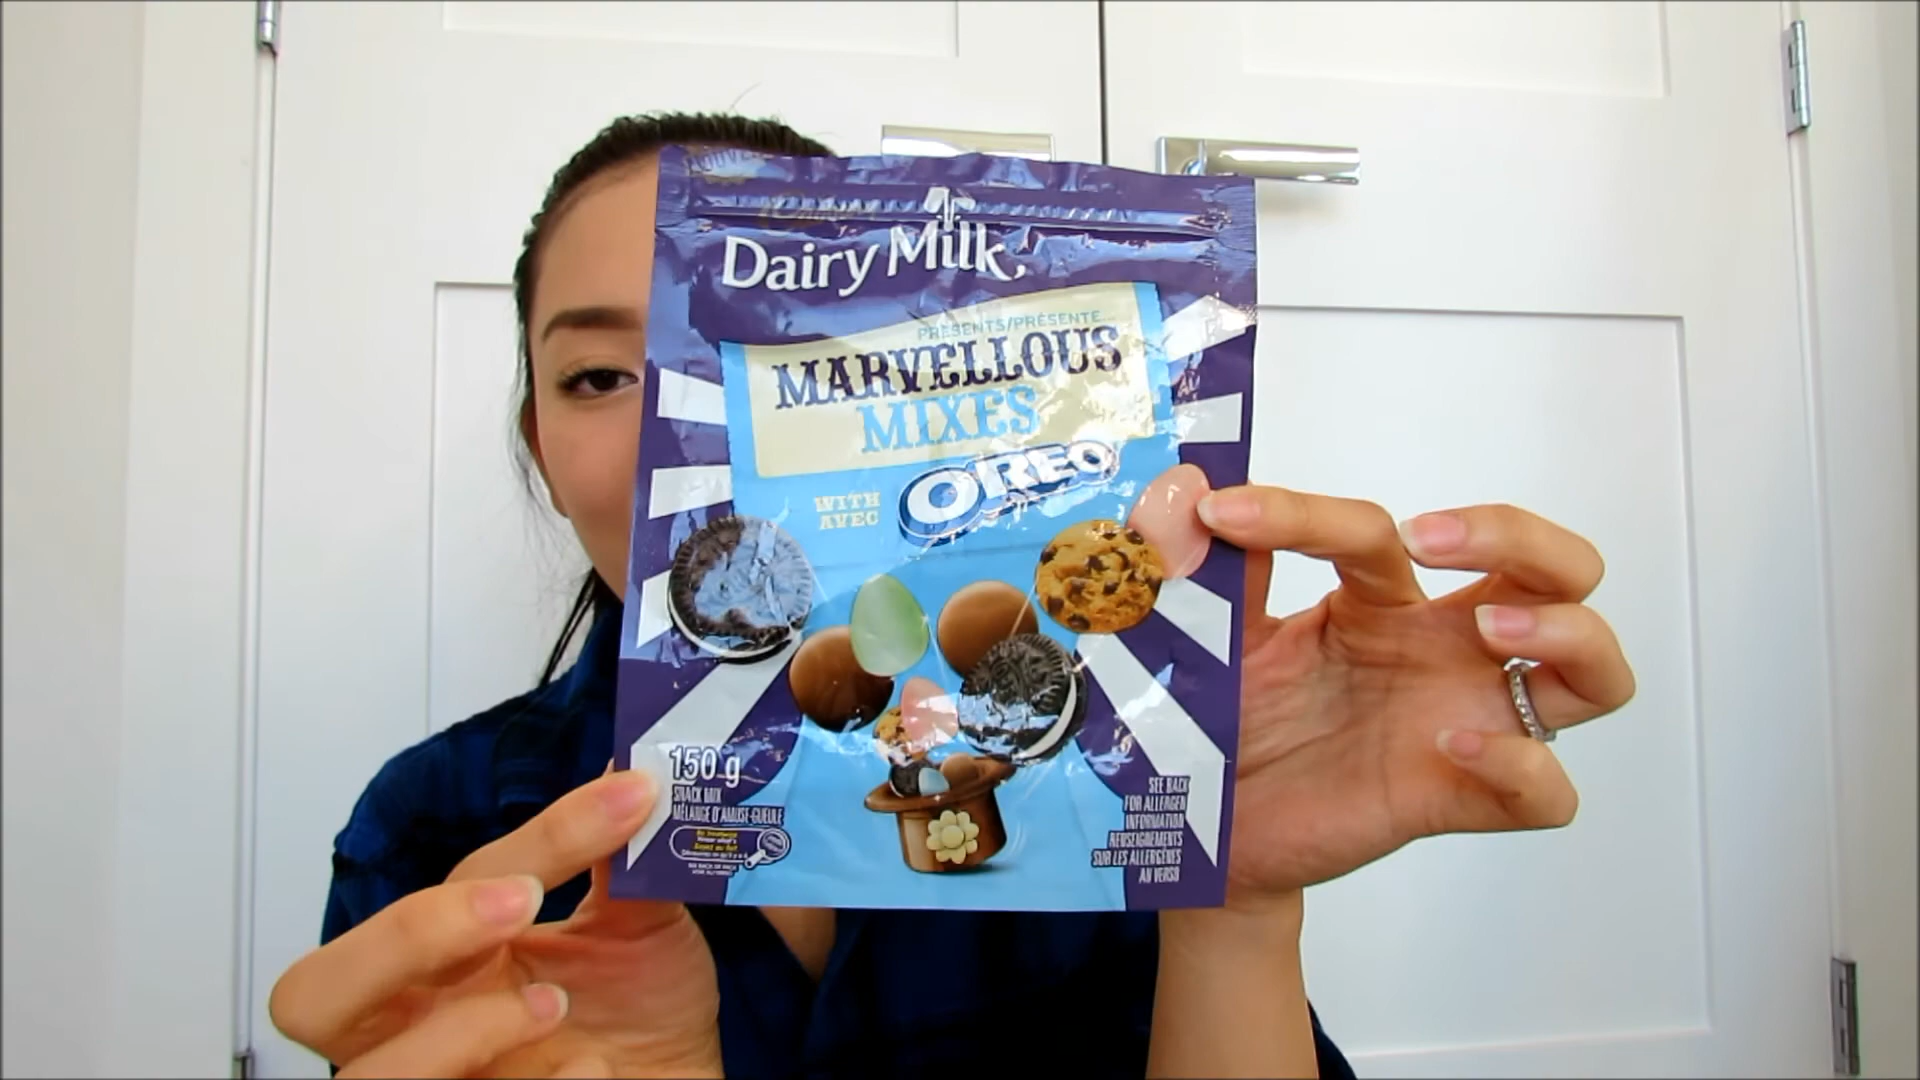 Cadbury
Dairy Milk
PRESENTS/PRÉSENTE...
MARVELLOUS
MIXES
WITH
AVEC
OREO
150 g
SNACK MIX
MÉLANGE D'AMUSE-GUEULE
SEE BACK
FOR ALLERGEN
INFORMATION
RENSEIGNEMENTS
SUR LES ALLERGÈNES
AU VERSO